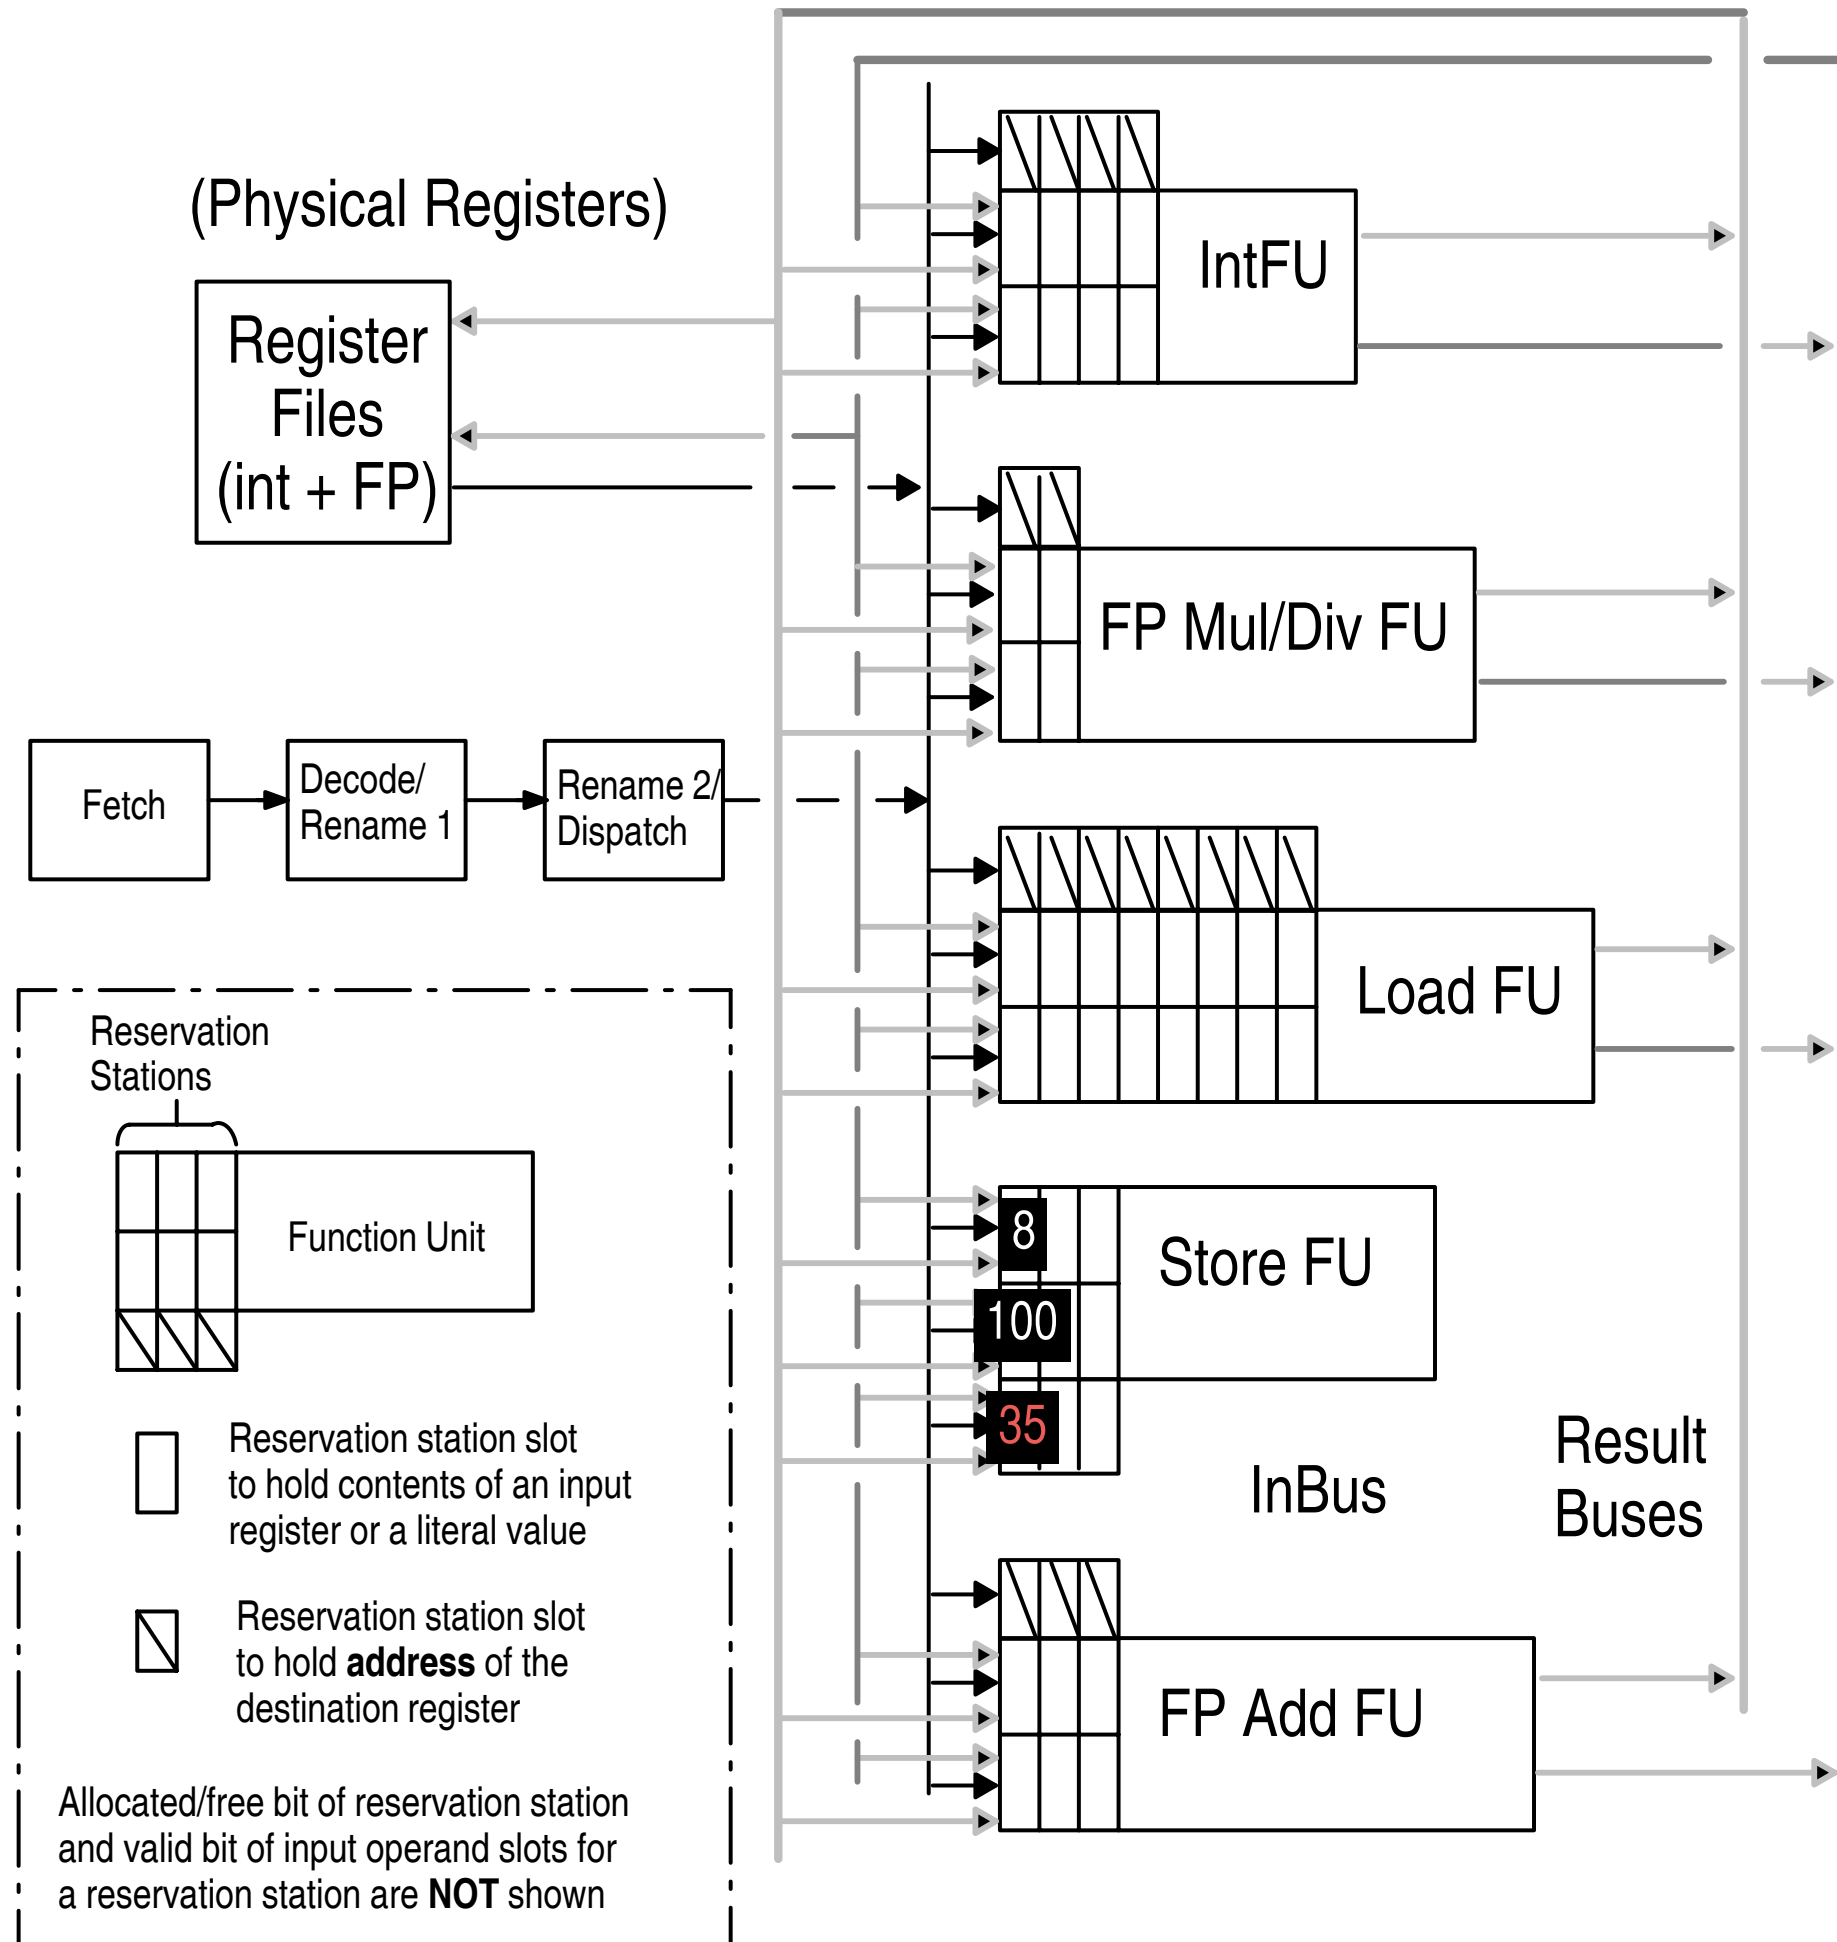 (Physical Registers)
Register
Files
(int + FP)
IntFU
FP Mul/Div FU
Fetch
Decode/
Rename 1
Rename 2/
Dispatch
Load FU
Reservation
Stations
Function Unit
8
100
35
Store FU
InBus
Result
Buses
Reservation station slot
to hold contents of an input
register or a literal value
Reservation station slot
to hold address of the
destination register
FP Add FU
Allocated/free bit of reservation station
and valid bit of input operand slots for
a reservation station are NOT shown